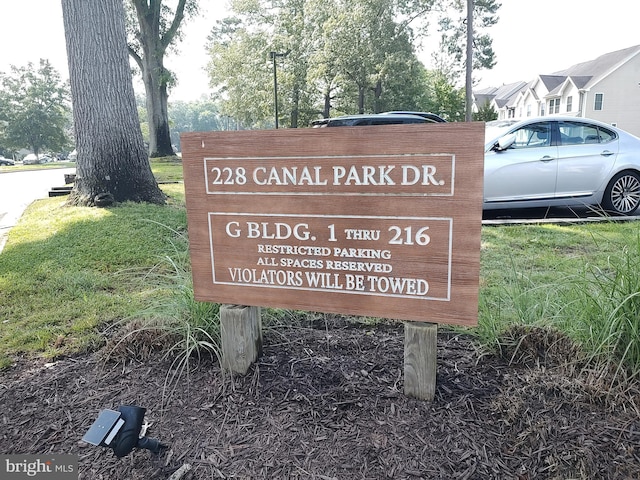 228 CANAL PARK DR.
G BLDG. 1 THRU 216
RESTRICTED PARKING
ALL SPACES RESERVED
VIOLATORS WILL BE TOWED
bright MLS